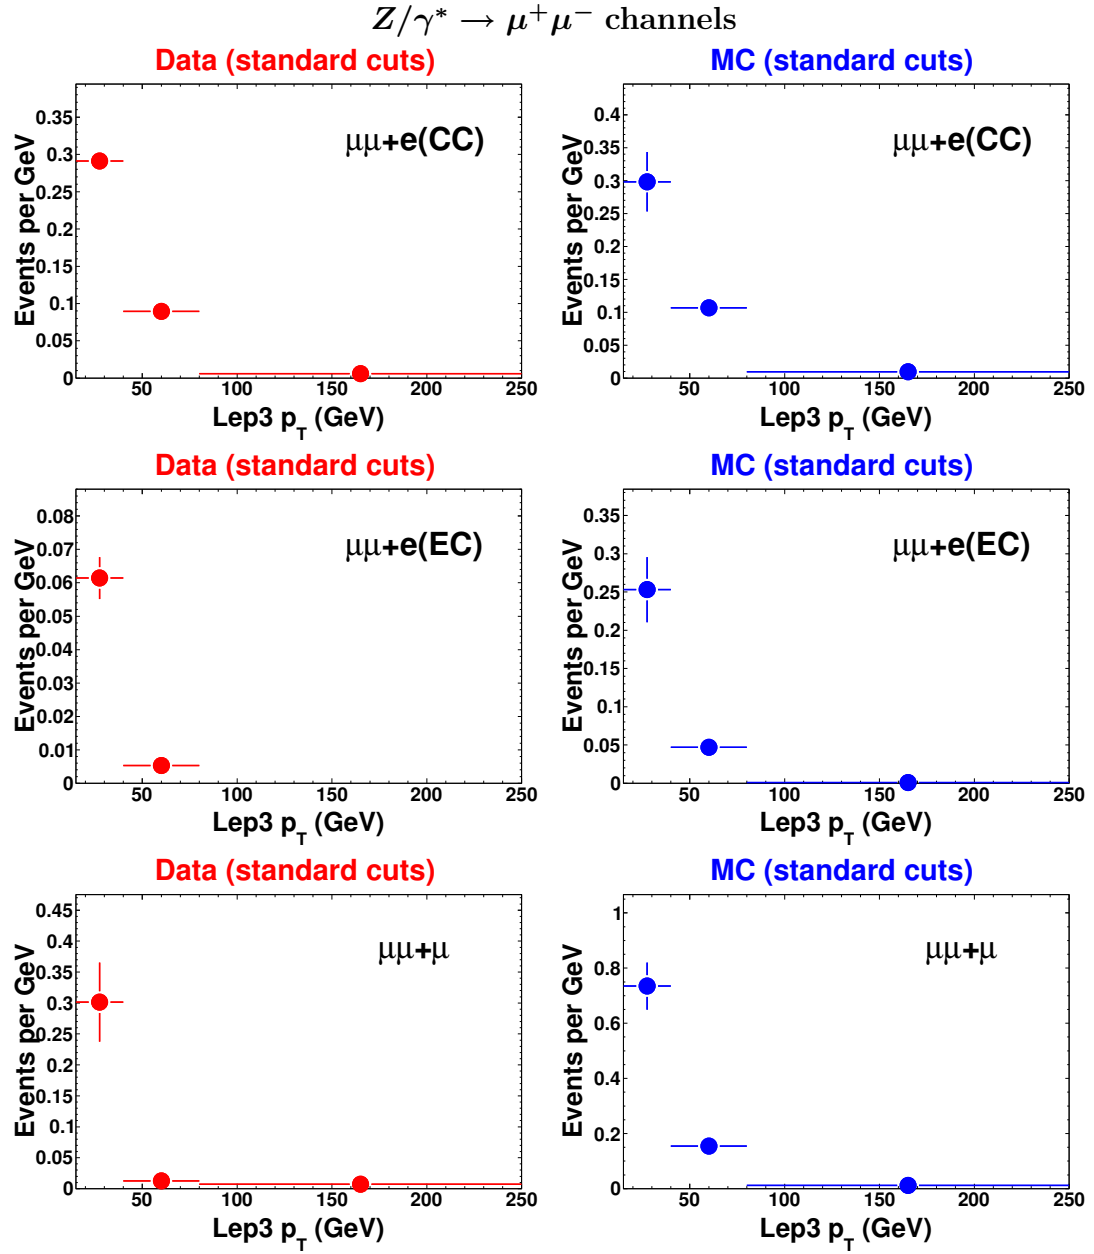 Z/γ* → μ⁺μ⁻ channels
Data (standard cuts)
Events per GeV
0.35
0.3
0.25
0.2
0.15
0.1
0.05
0
μμ+e(CC)
50 100 150 200 250
Lep3 p_T (GeV)
MC (standard cuts)
Events per GeV
0.4
0.35
0.3
0.25
0.2
0.15
0.1
0.05
0
μμ+e(CC)
50 100 150 200 250
Lep3 p_T (GeV)
Data (standard cuts)
Events per GeV
0.08
0.07
0.06
0.05
0.04
0.03
0.02
0.01
0
μμ+e(EC)
50 100 150 200 250
Lep3 p_T (GeV)
MC (standard cuts)
Events per GeV
0.35
0.3
0.25
0.2
0.15
0.1
0.05
0
μμ+e(EC)
50 100 150 200 250
Lep3 p_T (GeV)
Data (standard cuts)
Events per GeV
0.45
0.4
0.35
0.3
0.25
0.2
0.15
0.1
0.05
0
μμ+μ
50 100 150 200 250
Lep3 p_T (GeV)
MC (standard cuts)
Events per GeV
1
0.8
0.6
0.4
0.2
0
μμ+μ
50 100 150 200 250
Lep3 p_T (GeV)